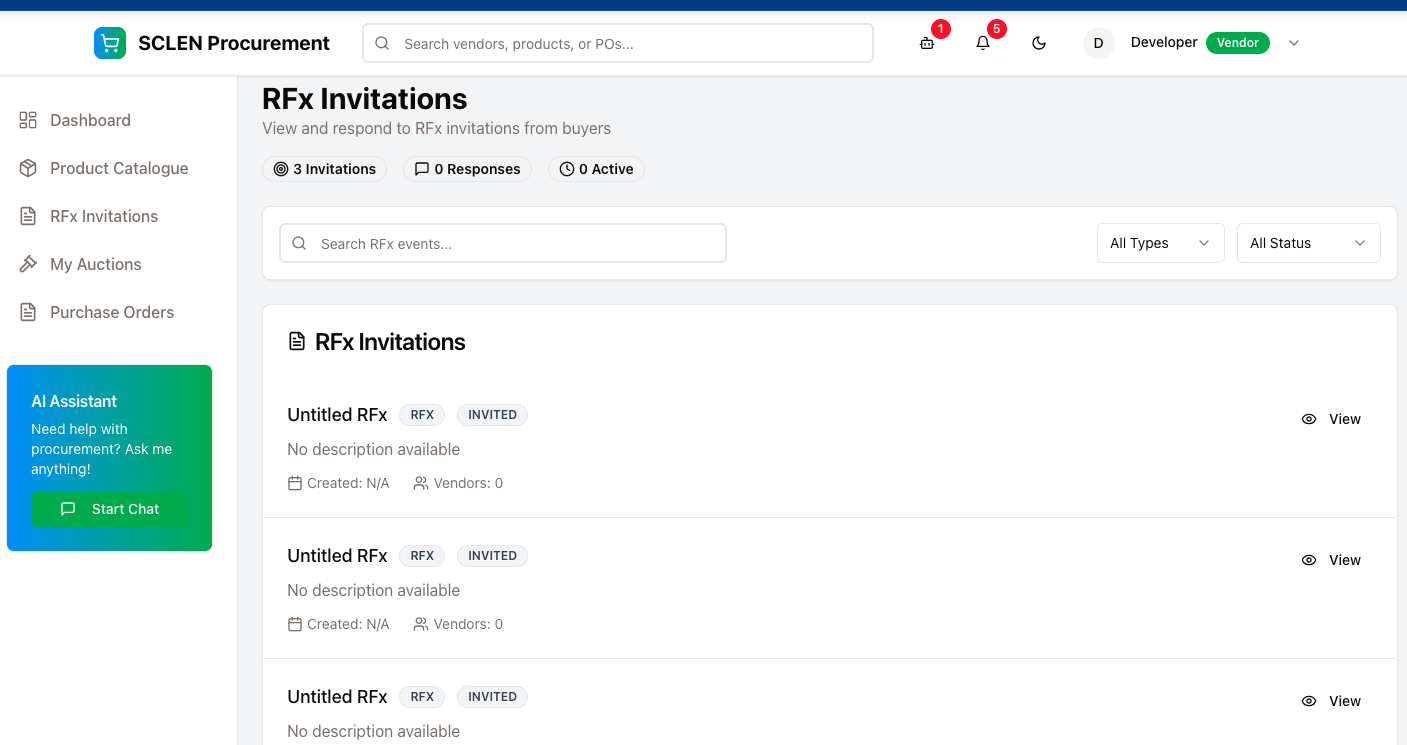 SCLEN Procurement
Search vendors, products, or POs...
1
5
D
Developer
Vendor
Dashboard
Product Catalogue
RFx Invitations
My Auctions
Purchase Orders
AI Assistant
Need help with
procurement? Ask me
anything!
Start Chat
RFx Invitations
View and respond to RFx invitations from buyers
3 Invitations
0 Responses
0 Active
Search RFx events...
All Types
All Status
RFx Invitations
Untitled RFx RFX INVITED
View
No description available
Created: N/A Vendors: 0
Untitled RFx RFX INVITED
View
No description available
Created: N/A Vendors: 0
Untitled RFx RFX INVITED
View
No description available